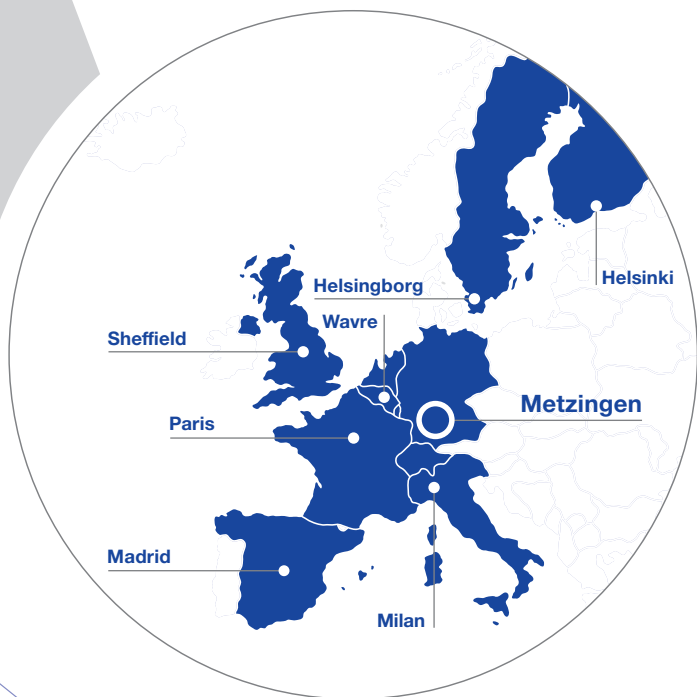 Helsinki
Helsingborg
Wavre
Sheffield
Metzingen
Paris
Madrid
Milan